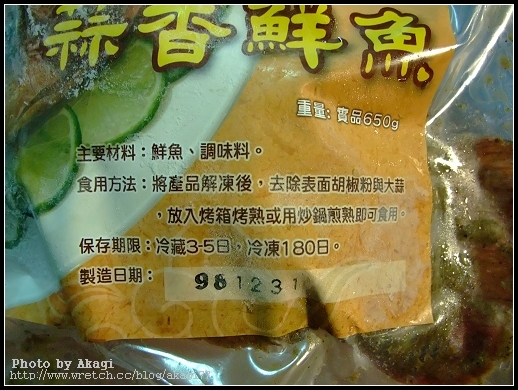 蒜香鮮魚
重量: 實品650g
主要材料：鮮魚、調味料。
食用方法：將產品解凍後，去除表面胡椒粉與大蒜
，放入烤箱烤熟或用炒鍋煎熟即可食用。
保存期限：冷藏3-5日，冷凍180日。
製造日期：
981231
Photo by Akagi